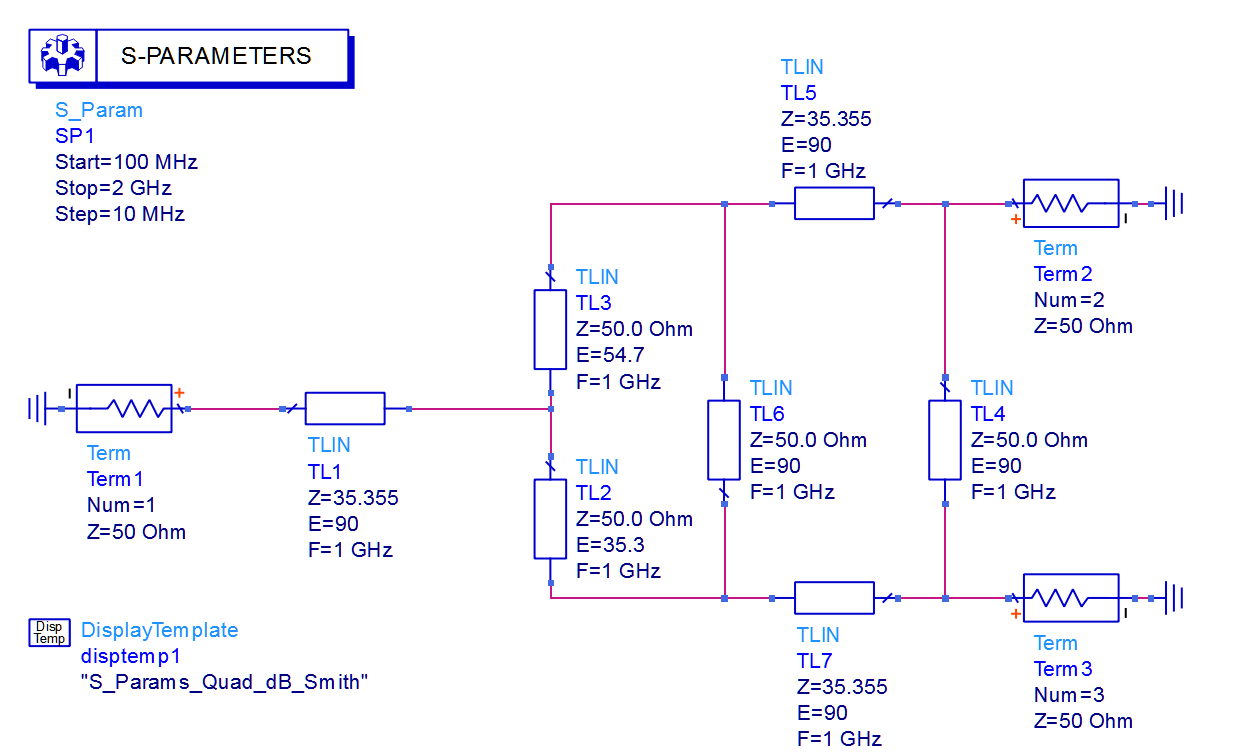 S-PARAMETERS
S_Param
SP1
Start=100 MHz
Stop=2 GHz
Step=10 MHz
TLIN
TL5
Z=35.355
E=90
F=1 GHz
Term
Term2
Num=2
Z=50 Ohm
TLIN
TL3
Z=50.0 Ohm
E=54.7
F=1 GHz
Term
Term1
Num=1
Z=50 Ohm
TLIN
TL1
Z=35.355
E=90
F=1 GHz
TLIN
TL2
Z=50.0 Ohm
E=35.3
F=1 GHz
TLIN
TL6
Z=50.0 Ohm
E=90
F=1 GHz
TLIN
TL4
Z=50.0 Ohm
E=90
F=1 GHz
Disp
Temp
DisplayTemplate
disptemp1
"S_Params_Quad_dB_Smith"
TLIN
TL7
Z=35.355
E=90
F=1 GHz
Term
Term3
Num=3
Z=50 Ohm